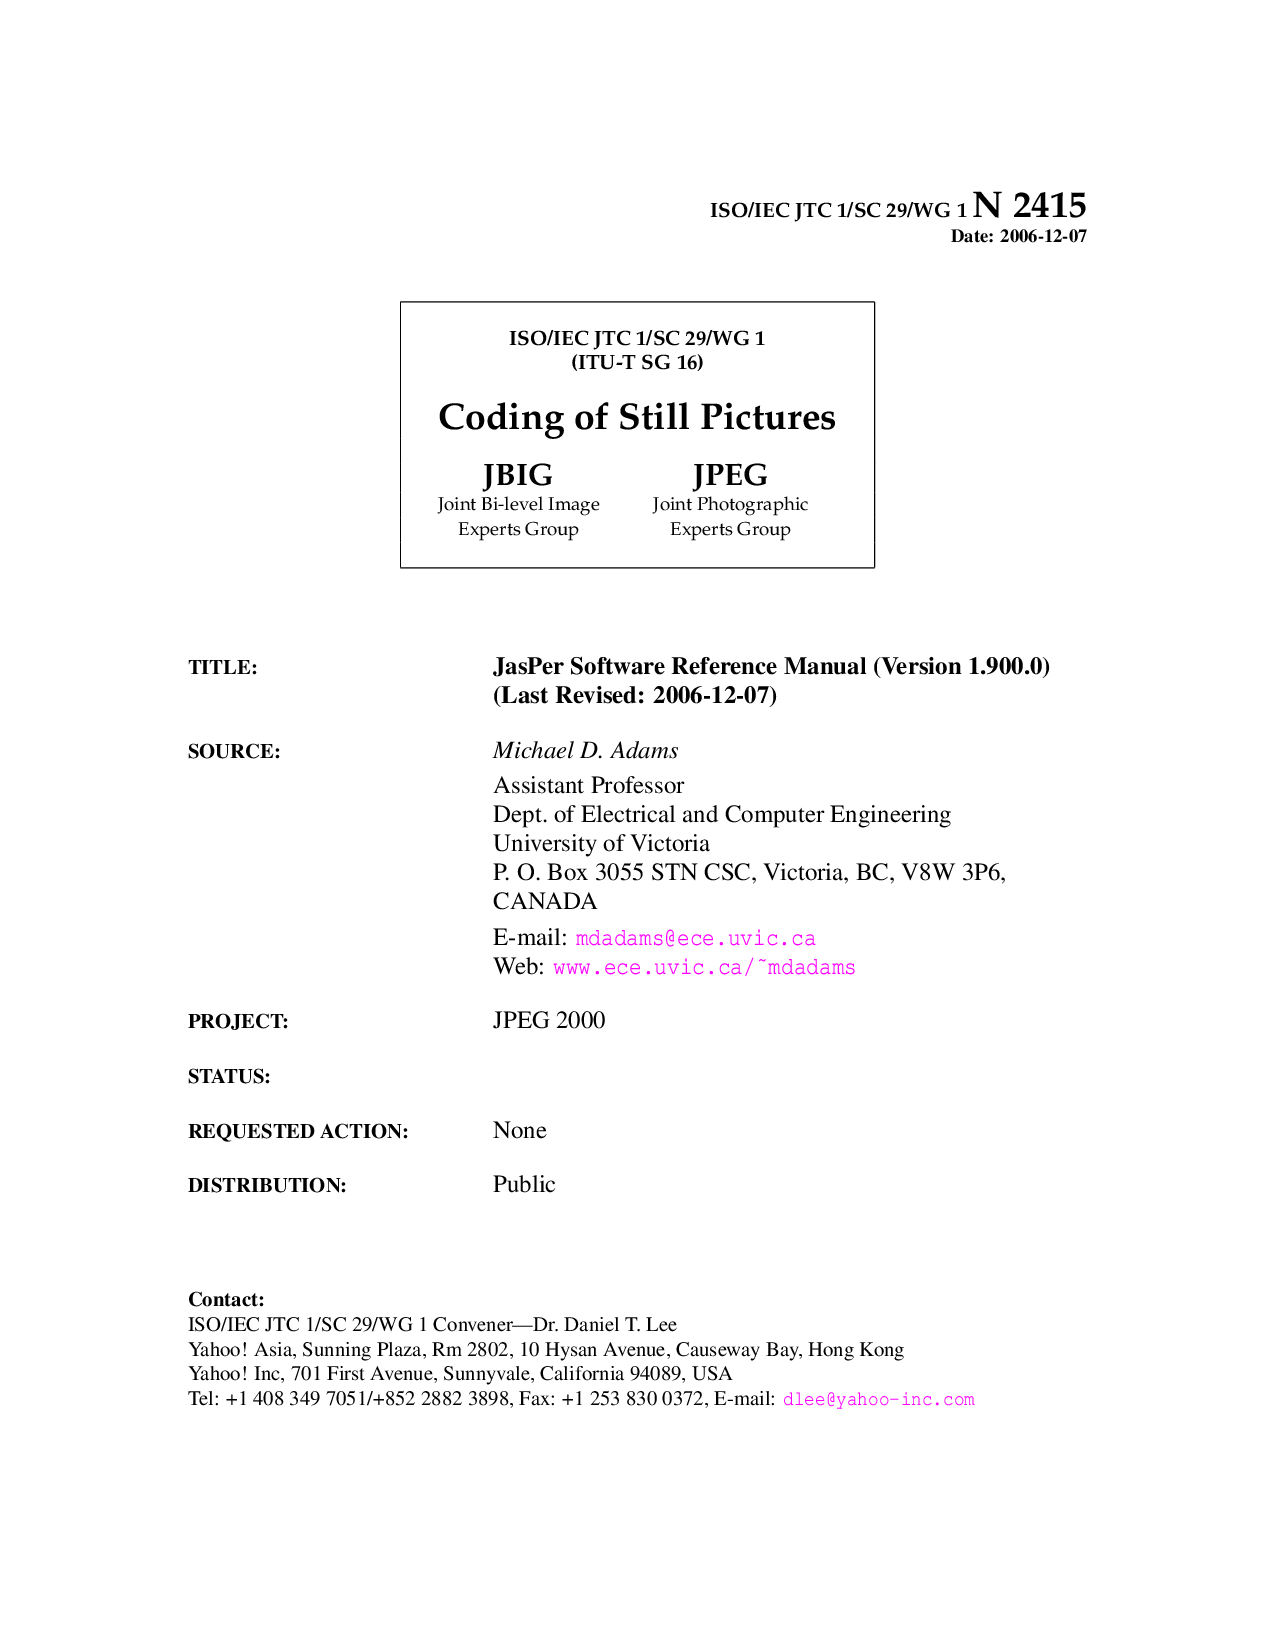 ISO/IEC JTC 1/SC 29/WG 1 N 2415
Date: 2006-12-07
ISO/IEC JTC 1/SC 29/WG 1
(ITU-T SG 16)
Coding of Still Pictures
JBIG JPEG
Joint Bi-level Image Joint Photographic
Experts Group Experts Group
TITLE: JasPer Software Reference Manual (Version 1.900.0)
(Last Revised: 2006-12-07)
SOURCE: Michael D. Adams
Assistant Professor
Dept. of Electrical and Computer Engineering
University of Victoria
P. O. Box 3055 STN CSC, Victoria, BC, V8W 3P6,
CANADA
E-mail: mdadams@ece.uvic.ca
Web: www.ece.uvic.ca/~mdadams
PROJECT: JPEG 2000
STATUS:
REQUESTED ACTION: None
DISTRIBUTION: Public
Contact:
ISO/IEC JTC 1/SC 29/WG 1 Convener—Dr. Daniel T. Lee
Yahoo! Asia, Sunning Plaza, Rm 2802, 10 Hysan Avenue, Causeway Bay, Hong Kong
Yahoo! Inc, 701 First Avenue, Sunnyvale, California 94089, USA
Tel: +1 408 349 7051/+852 2882 3898, Fax: +1 253 830 0372, E-mail: dlee@yahoo-inc.com